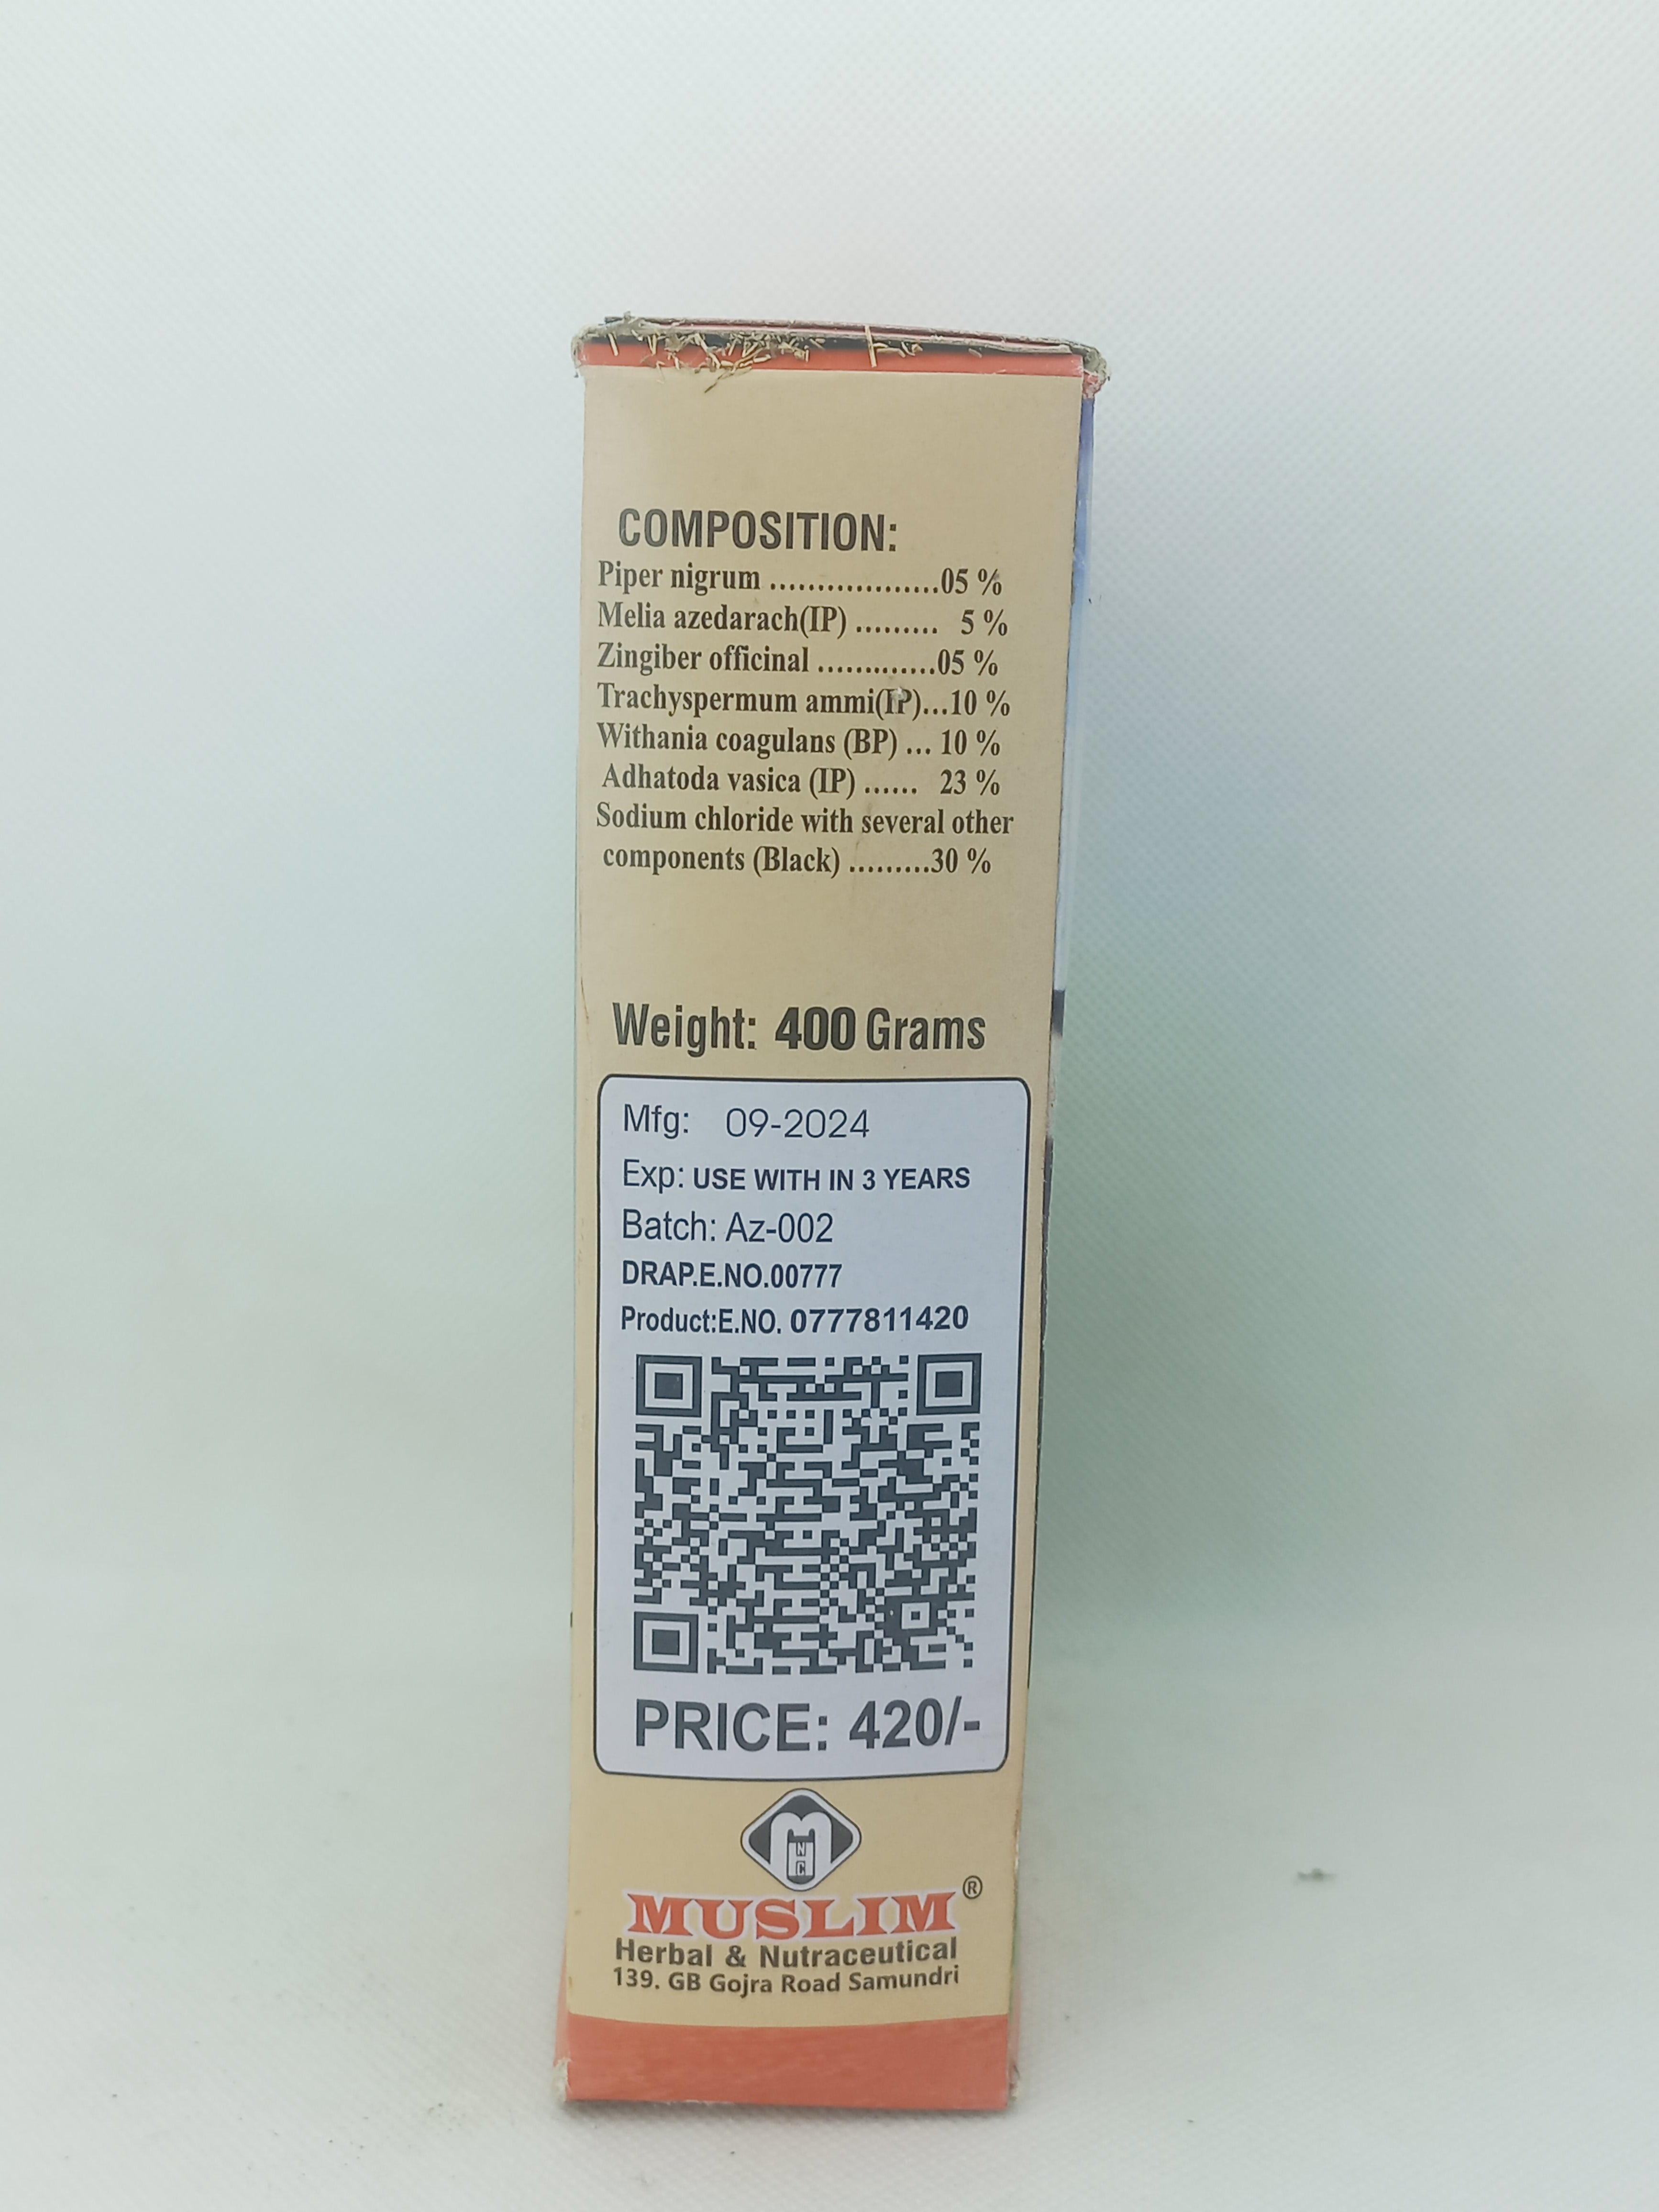 COMPOSITION:
Piper nigrum ..................05 %
Melia azedarach(IP) ......... 5 %
Zingiber officinal .............05 %
Trachyspermum ammi(IP)...10 %
Withania coagulans (BP) ... 10 %
Adhatoda vasica (IP) ...... 23 %
Sodium chloride with several other
components (Black) .........30 %
Weight: 400 Grams
Mfg: 09-2024
Exp: USE WITH IN 3 YEARS
Batch: Az-002
DRAP.E.NO.00777
Product:E.NO. 0777811420
PRICE: 420/-
M
N
C
MUSLIM®
Herbal & Nutraceutical
139. GB Gojra Road Samundri